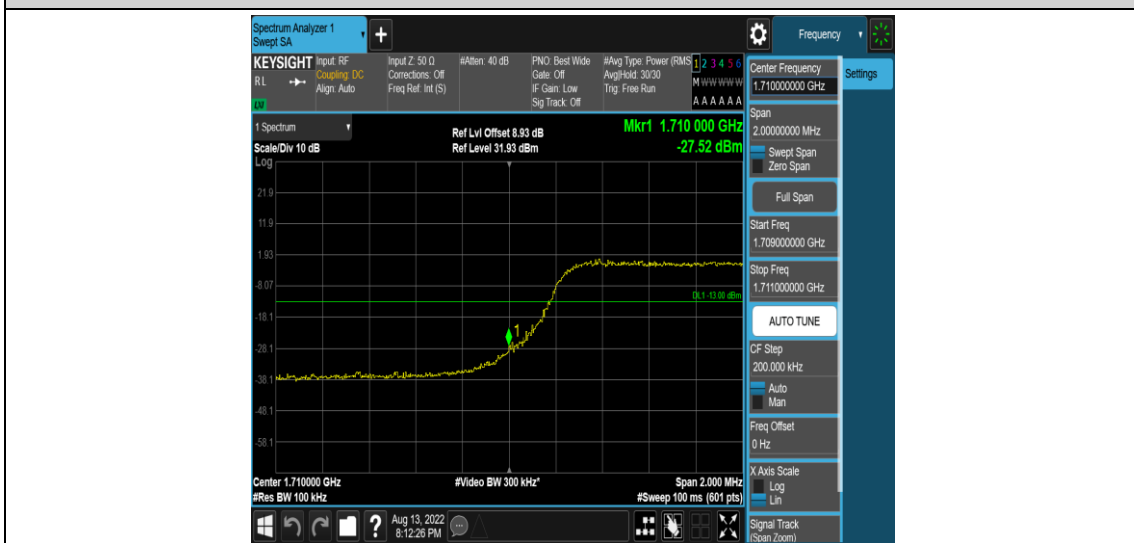 Spectrum Analyzer 1
Swept SA
+
Frequency
KEYSIGHT
RL
LXI
Input: RF
Coupling: DC
Align: Auto
Input Z: 50 Ω
Corrections: Off
Freq Ref: Int (S)
#Atten: 40 dB
PNO: Best Wide
Gate: Off
IF Gain: Low
Sig Track: Off
#Avg Type: Power (RMS
Avg|Hold: 30/30
Trig: Free Run
1 2 3 4 5 6
M W W W W W
A A A A A A
1 Spectrum
Scale/Div 10 dB
Log
Ref Lvl Offset 8.93 dB
Ref Level 31.93 dBm
Mkr1 1.710 000 GHz
-27.52 dBm
21.9
11.9
1.93
-8.07
-18.1
-28.1
-38.1
-48.1
-58.1
DL1 -13.00 dBm
1
Center 1.710000 GHz
#Res BW 100 kHz
#Video BW 300 kHz*
Span 2.000 MHz
#Sweep 100 ms (601 pts)
?
Aug 13, 2022
8:12:26 PM
Center Frequency
1.710000000 GHz
Settings
Span
2.00000000 MHz
Swept Span
Zero Span
Full Span
Start Freq
1.709000000 GHz
Stop Freq
1.711000000 GHz
AUTO TUNE
CF Step
200.000 kHz
Auto
Man
Freq Offset
0 Hz
X Axis Scale
Log
Lin
Signal Track
(Span Zoom)